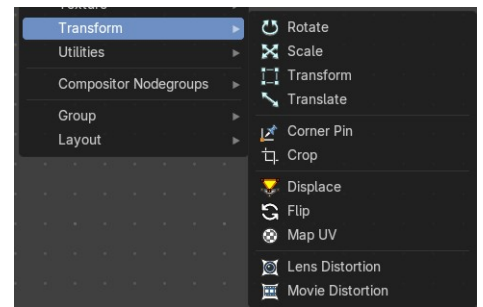 Texture
Transform
Utilities
Compositor Nodegroups
Group
Layout
Rotate
Scale
Transform
Translate
Corner Pin
Crop
Displace
Flip
Map UV
Lens Distortion
Movie Distortion